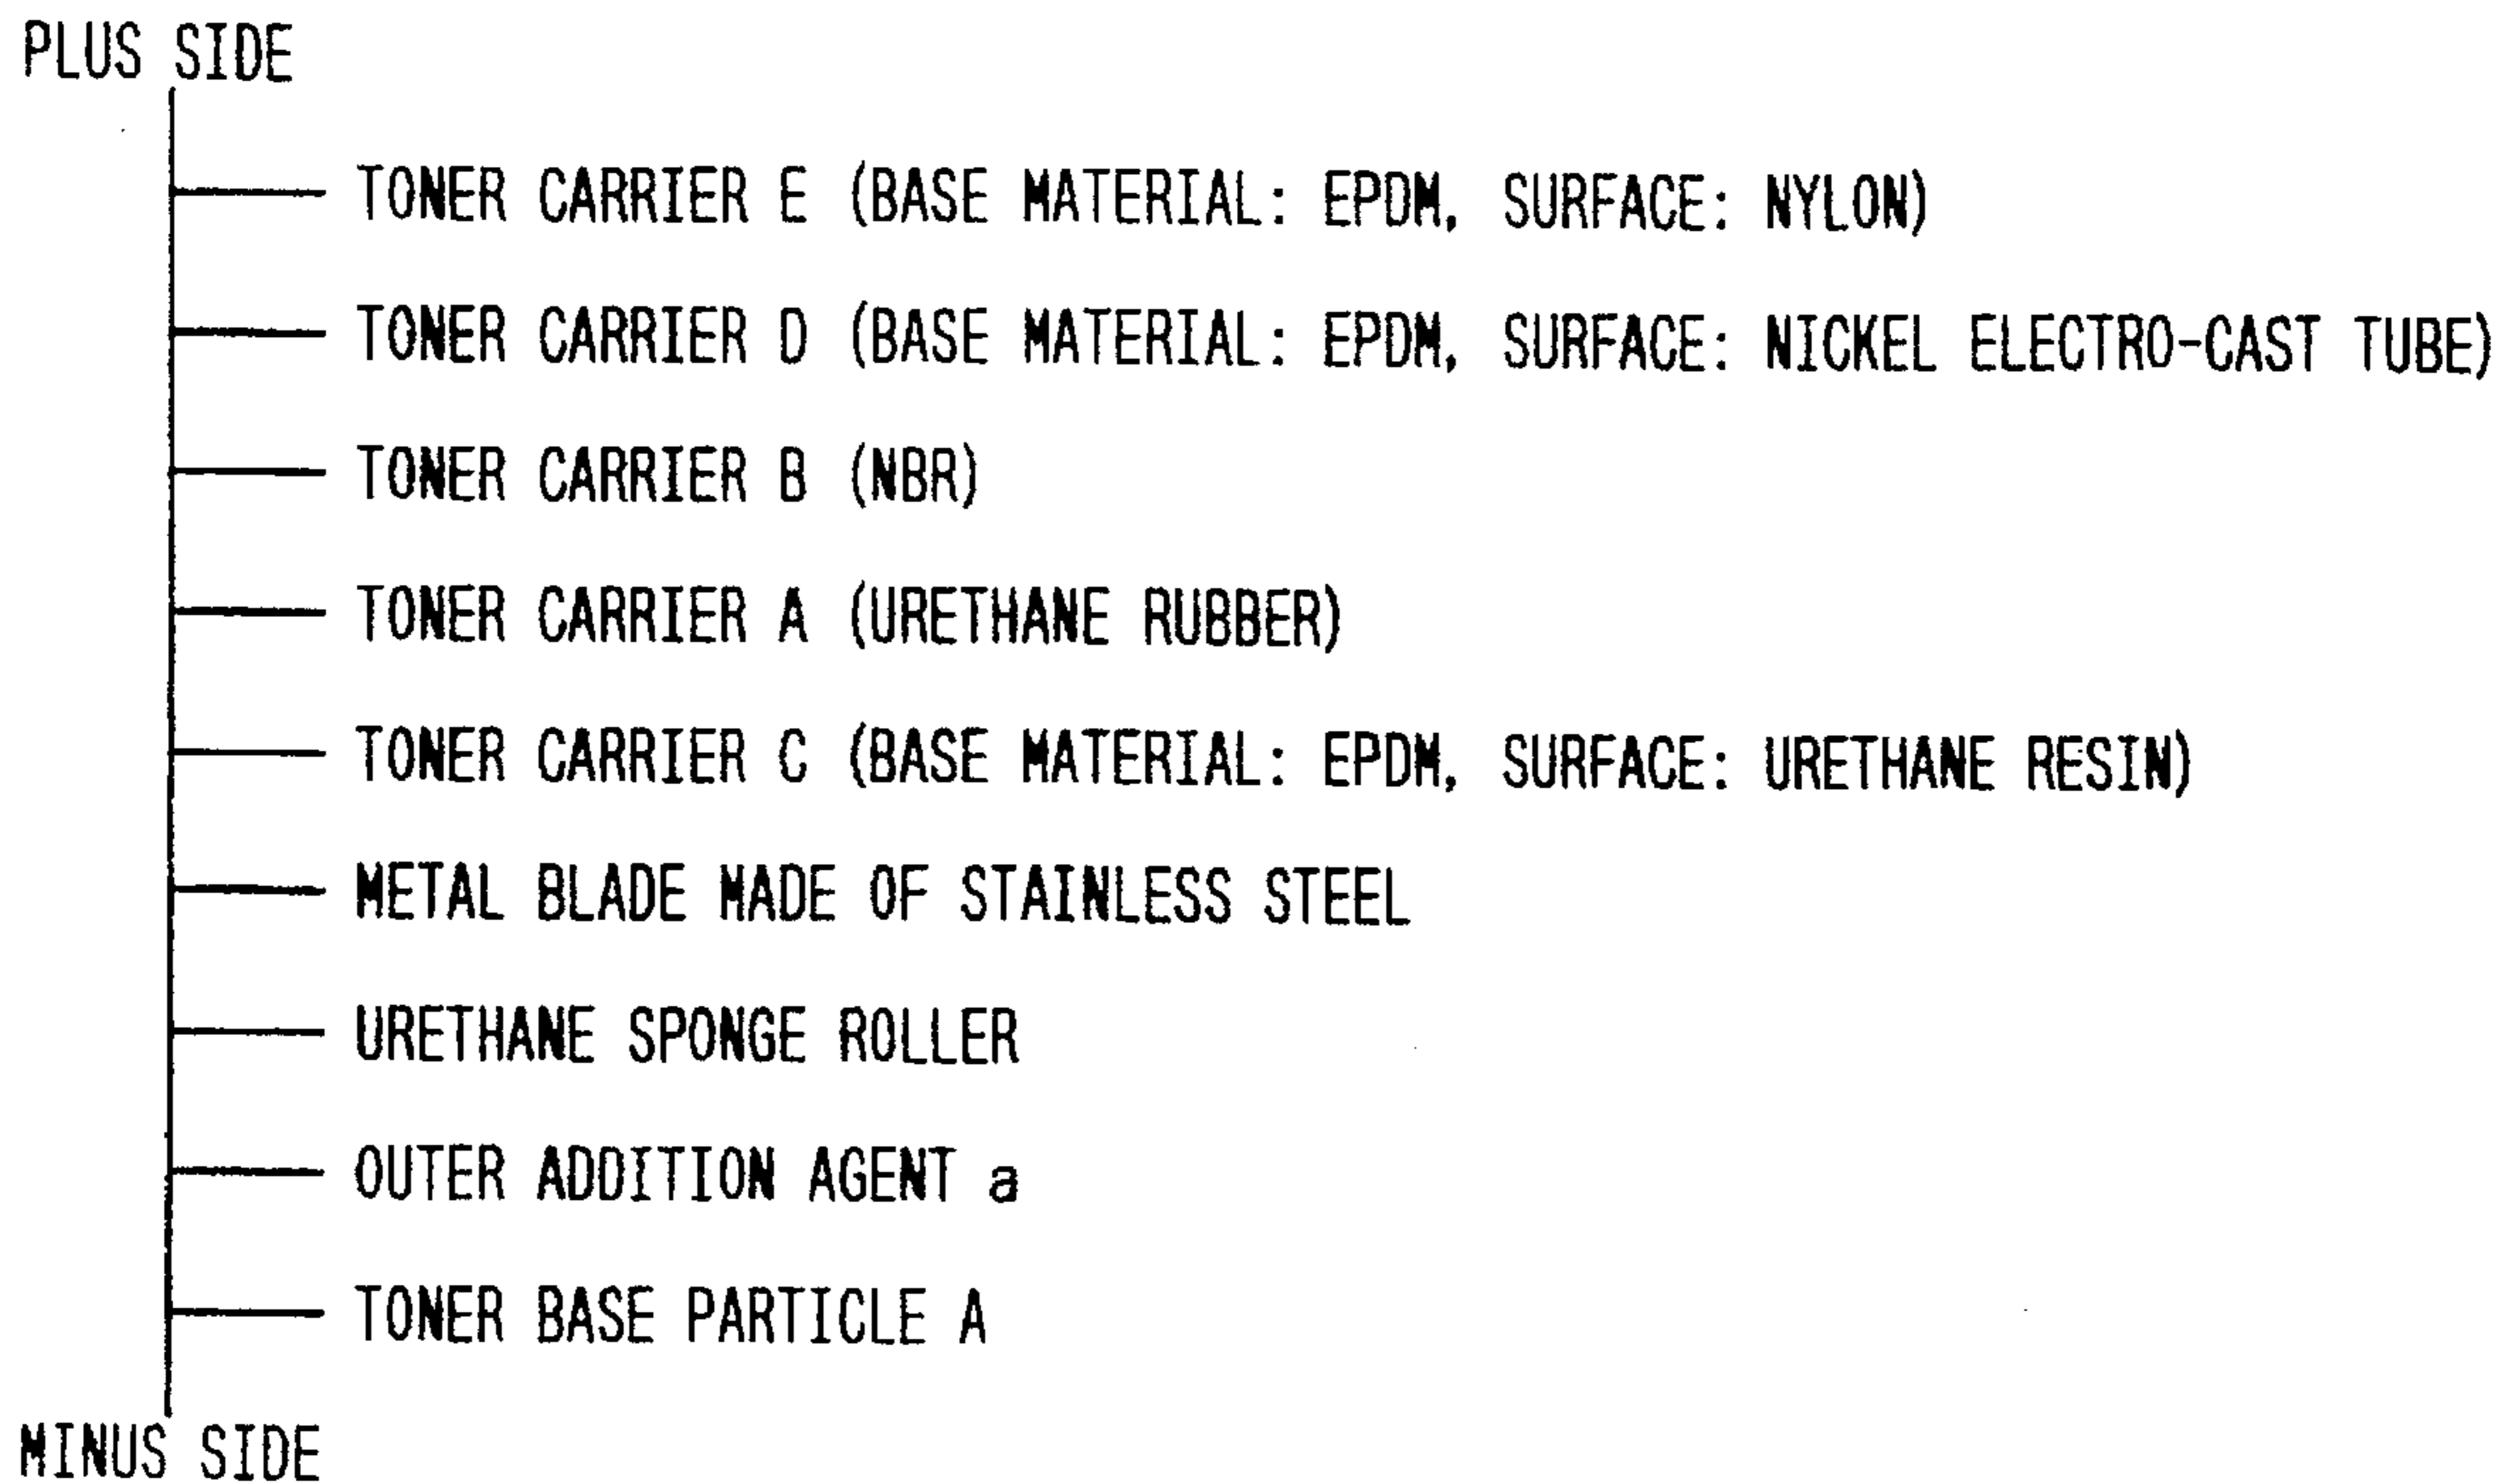 PLUS SIDE
TONER CARRIER E (BASE MATERIAL: EPDM, SURFACE: NYLON)
TONER CARRIER D (BASE MATERIAL: EPDM, SURFACE: NICKEL ELECTRO-CAST TUBE)
TONER CARRIER B (NBR)
TONER CARRIER A (URETHANE RUBBER)
TONER CARRIER C (BASE MATERIAL: EPDM, SURFACE: URETHANE RESIN)
METAL BLADE MADE OF STAINLESS STEEL
URETHANE SPONGE ROLLER
OUTER ADDITION AGENT a
TONER BASE PARTICLE A
MINUS SIDE